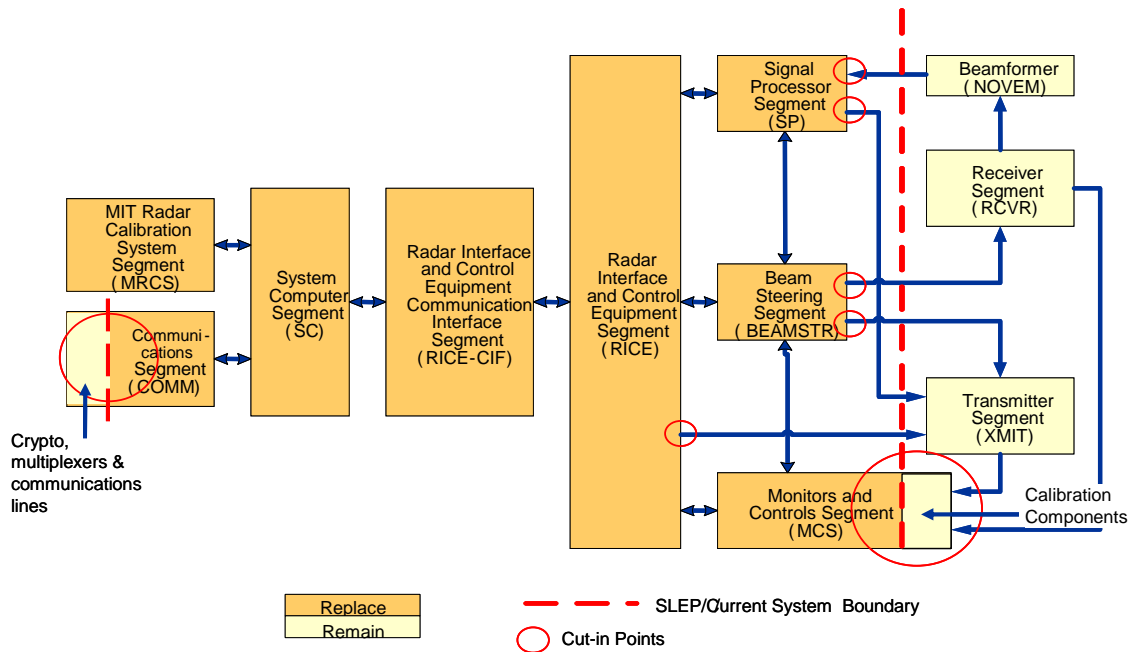 Signal
Processor
Segment
(SP)
Beamformer
(NOVEM)
Receiver
Segment
(RCVR)
MIT Radar
Calibration
System
Segment
(MRCS)
System
Computer
Segment
(SC)
Radar Interface
and Control
Equipment
Communication
Interface
Segment
(RICE-CIF)
Radar
Interface
and Control
Equipment
Segment
(RICE)
Beam
Steering
Segment
(BEAMSTR)
Communi-
cations
Segment
(COMM)
Transmitter
Segment
(XMIT)
Crypto,
multiplexers &
communications
lines
Monitors and
Controls Segment
(MCS)
Calibration
Components
Replace
Remain
SLEP/Current System Boundary
Cut-in Points